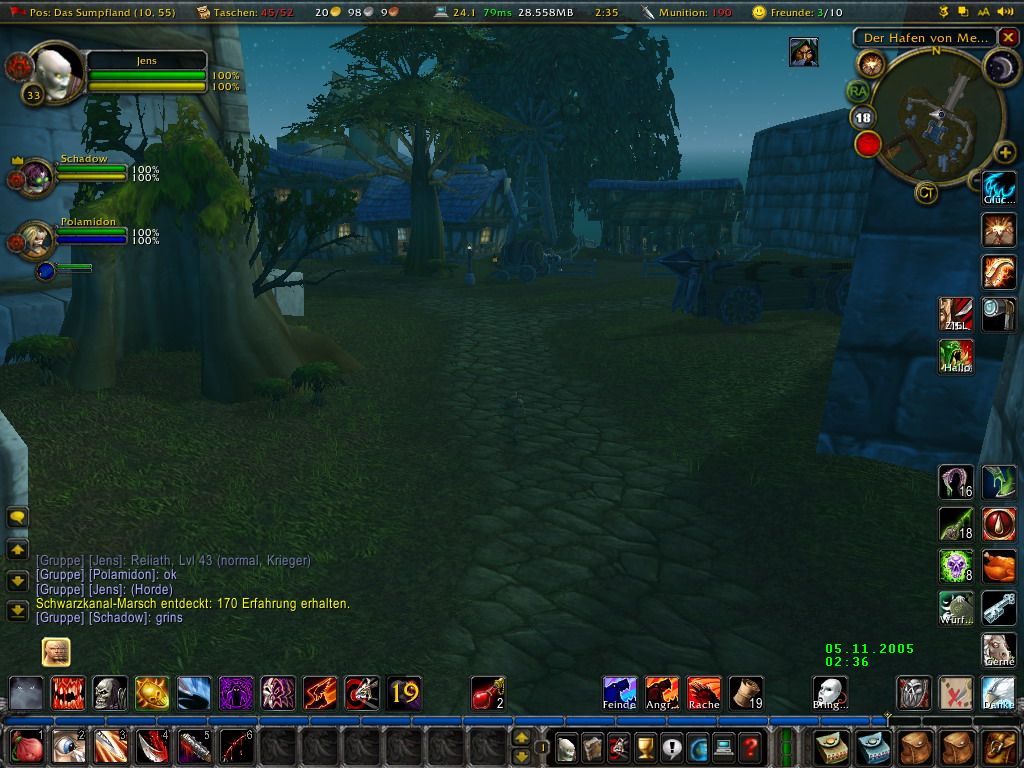 Pos: Das Sumpfland (10, 55)
Taschen: 45/52
20 98 9
24.1 79ms 28.558MB
2:35
Munition: 190
Freunde: 3/10
Der Hafen von Me...
N
Jens
100%
100%
33
RA
18
CT
Schadow
100%
100%
Polamidon
100%
100%
Hallo
16
18
8
Würf...
Gerne
[Gruppe] [Jens]: Reliath, Lvl 43 (normal, Krieger)
[Gruppe] [Polamidon]: ok
[Gruppe] [Jens]: (Horde)
Schwarzkanal-Marsch entdeckt: 170 Erfahrung erhalten.
[Gruppe] [Schadow]: grins
05.11.2005
02:36
19
2
Feinde
Angr...
Rache
19
Bring...
Danke
1 2 3 4 5 6
1